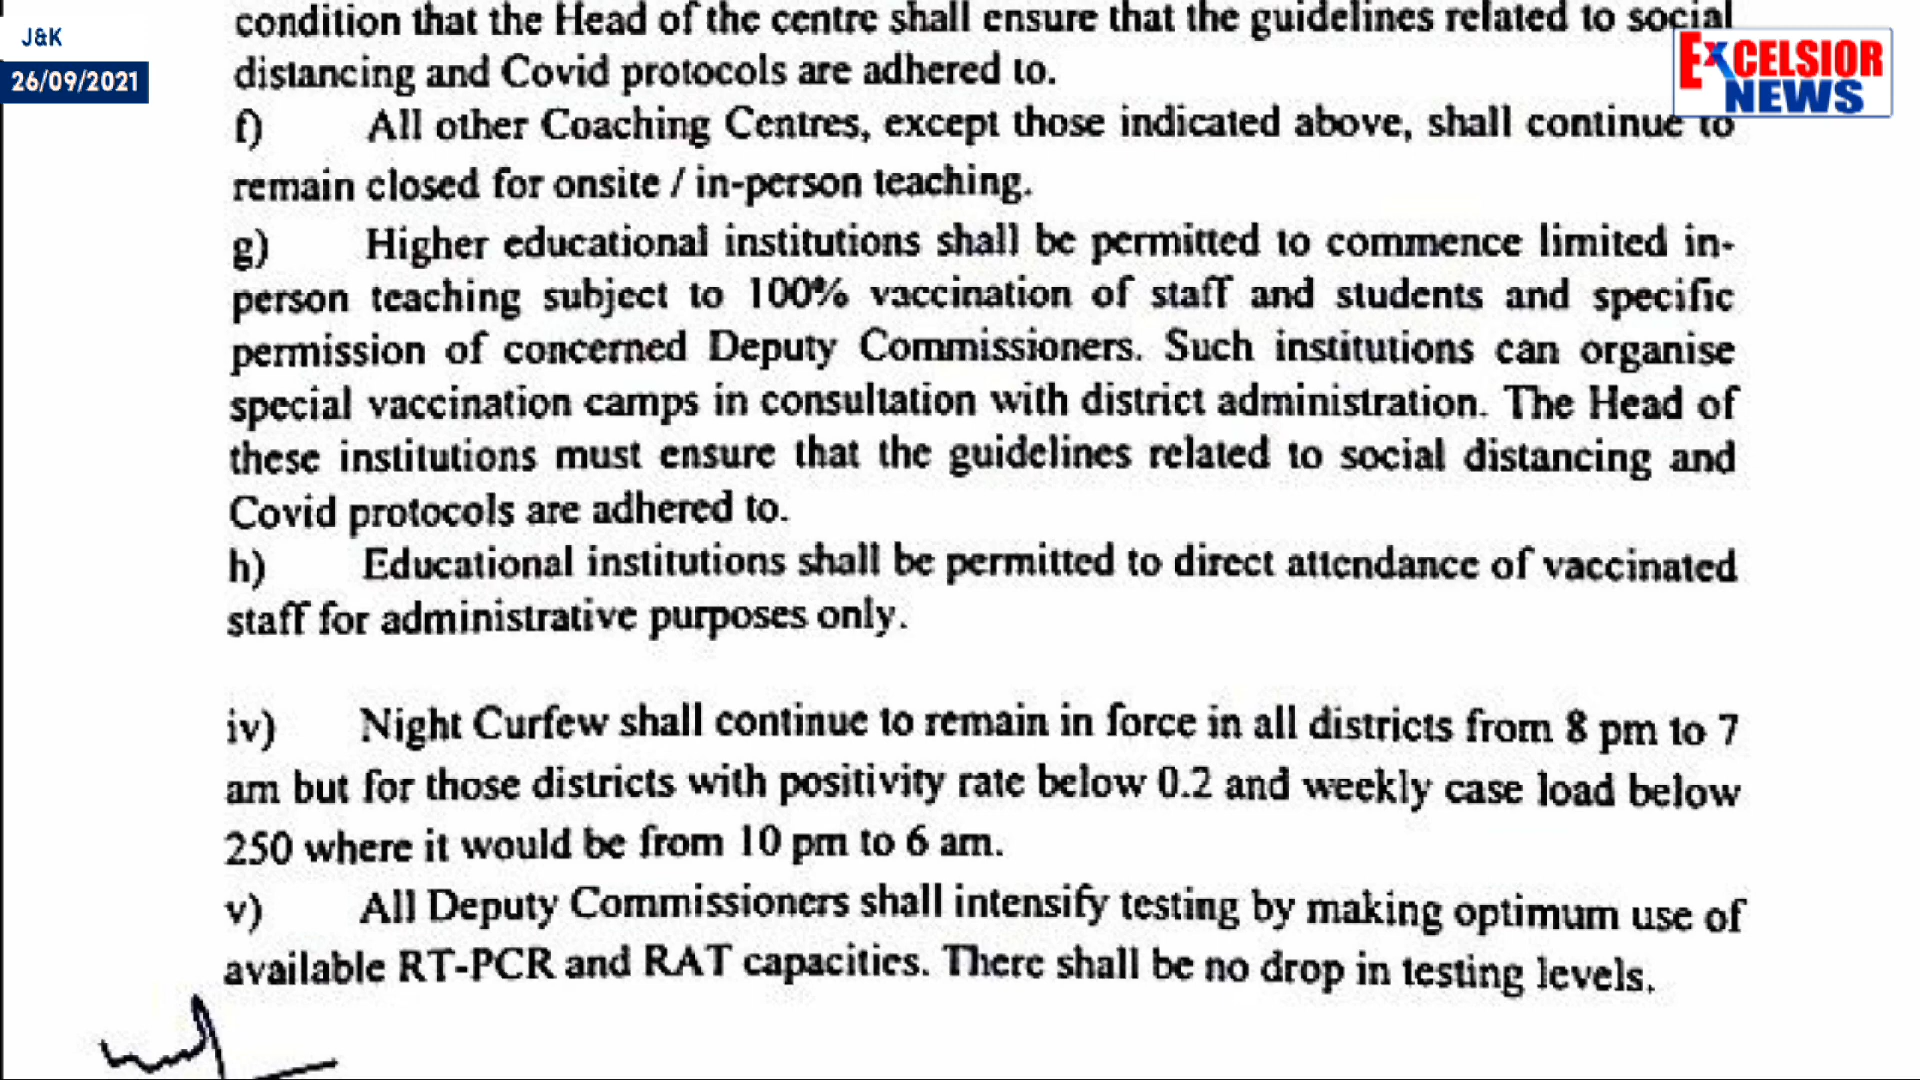 J&K
26/09/2021
EXCELSIOR
NEWS
condition that the Head of the centre shall ensure that the guidelines related to social
distancing and Covid protocols are adhered to.
f) All other Coaching Centres, except those indicated above, shall continue to
remain closed for onsite / in-person teaching.
g) Higher educational institutions shall be permitted to commence limited in-
person teaching subject to 100% vaccination of staff and students and specific
permission of concerned Deputy Commissioners. Such institutions can organise
special vaccination camps in consultation with district administration. The Head of
these institutions must ensure that the guidelines related to social distancing and
Covid protocols are adhered to.
h) Educational institutions shall be permitted to direct attendance of vaccinated
staff for administrative purposes only.
iv) Night Curfew shall continue to remain in force in all districts from 8 pm to 7
am but for those districts with positivity rate below 0.2 and weekly case load below
250 where it would be from 10 pm to 6 am.
v) All Deputy Commissioners shall intensify testing by making optimum use of
available RT-PCR and RAT capacities. There shall be no drop in testing levels.